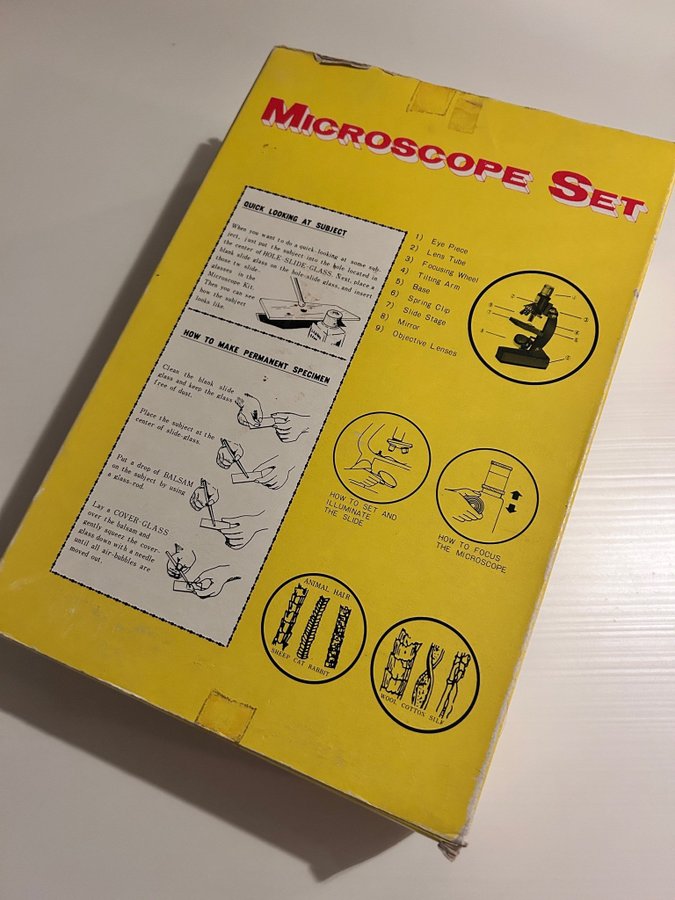 MICROSCOPE SET
QUICK LOOKING AT SUBJECT
When you want to do a quick looking at some sub-
ject, just put the subject into the hole located in
the center of HOLE-SLIDE-GLASS. Next, place a
blank slide glass on the hole-slide glass, and insert
those tw slide
glasses in the
Microscope Kit.
Then you can see
how the subject
looks like.
HOW TO MAKE PERMANENT SPECIMEN
Clean the blank slide
glass and keep the glass
free of dust.
Place the subject at the
center of slide-glass.
Put a drop of BALSAM
on the subject by using
a glass-rod.
Lay a COVER-GLASS
over the balsam and
gently squeez the cover-
glass down with a needle
until all air-bubbles are
moved out.
1) Eye Piece
2) Lens Tube
3) Focusing Wheel
4) Tilting Arm
5) Base
6) Spring Clip
7) Slide Stage
8) Mirror
9) Objective Lenses
HOW TO SET AND
ILLUMINATE
THE SLIDE
HOW TO FOCUS
THE MICROSCOPE
ANIMAL HAIR
SHEEP CAT RABBIT
WOOL COTTON SILK